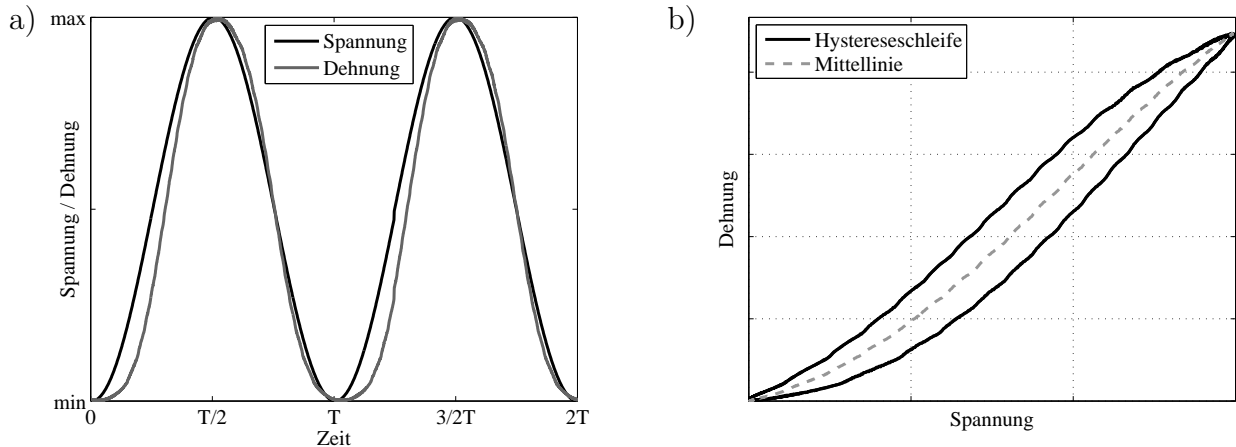 a)
max
Spannung
Dehnung
Spannung / Dehnung
min
0
T/2
T
3/2T
2T
Zeit
b)
Hystereseschleife
Mittellinie
Dehnung
Spannung